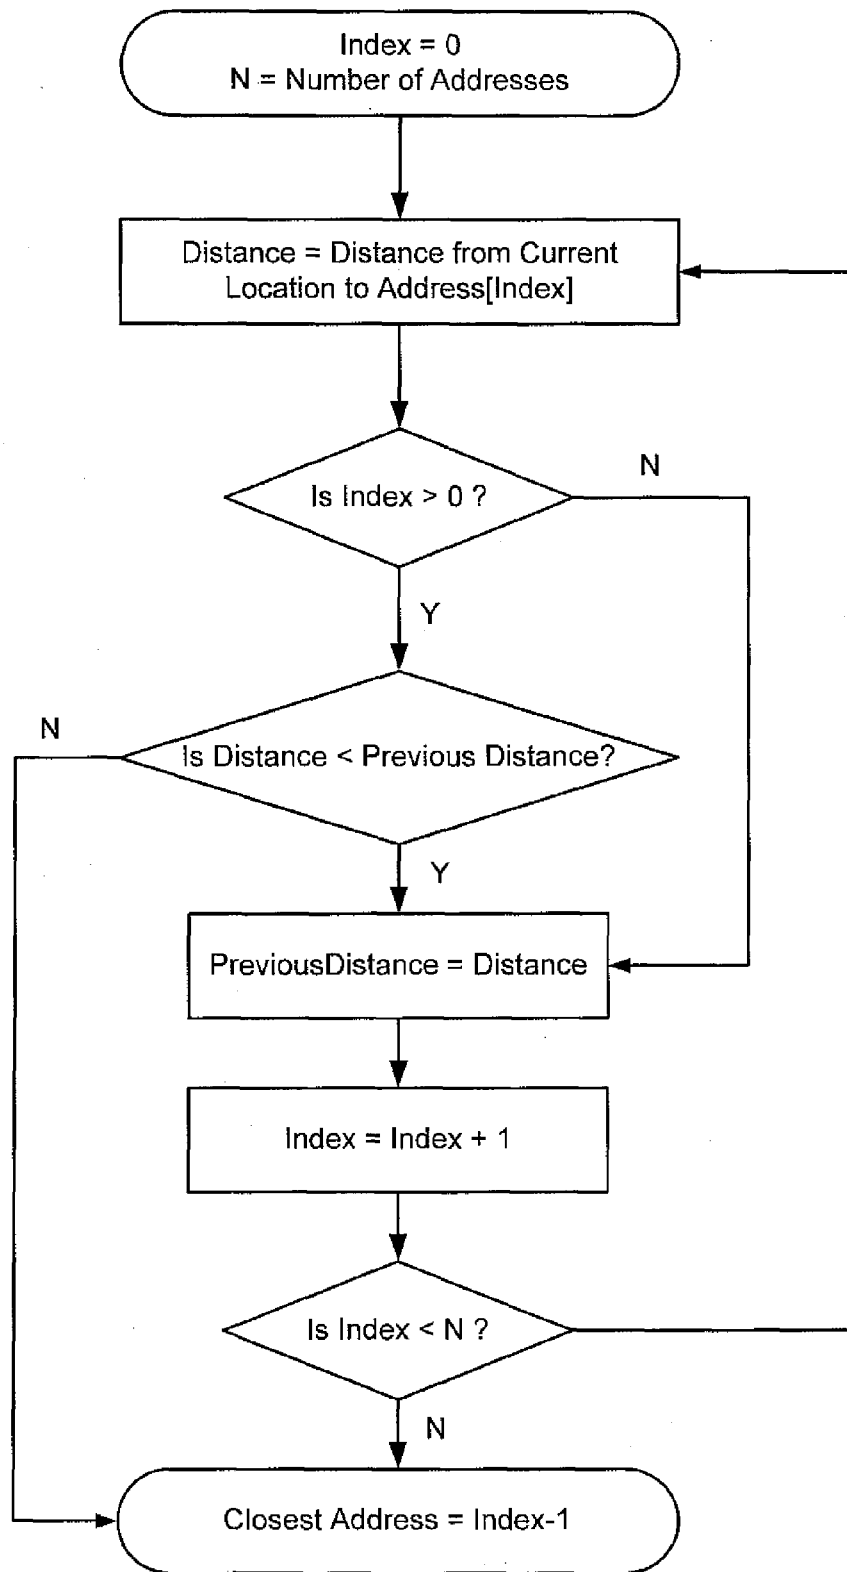 Index = 0
N = Number of Addresses
Distance = Distance from Current
Location to Address[Index]
Is Index > 0 ?
N
Y
N
Is Distance < Previous Distance?
Y
PreviousDistance = Distance
Index = Index + 1
Is Index < N ?
N
Closest Address = Index-1